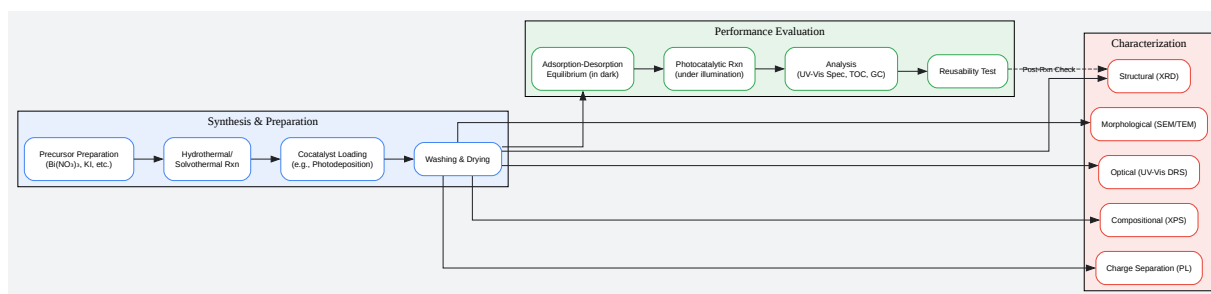 Performance Evaluation
Adsorption-Desorption
Equilibrium (in dark)
Photocatalytic Rxn
(under illumination)
Analysis
(UV-Vis Spec, TOC, GC)
Reusability Test
Post-Rxn Check
Characterization
Structural (XRD)
Morphological (SEM/TEM)
Optical (UV-Vis DRS)
Compositional (XPS)
Charge Separation (PL)
Synthesis & Preparation
Precursor Preparation
(Bi(NO₃)₃, KI, etc.)
Hydrothermal/
Solvothermal Rxn
Cocatalyst Loading
(e.g., Photodeposition)
Washing & Drying